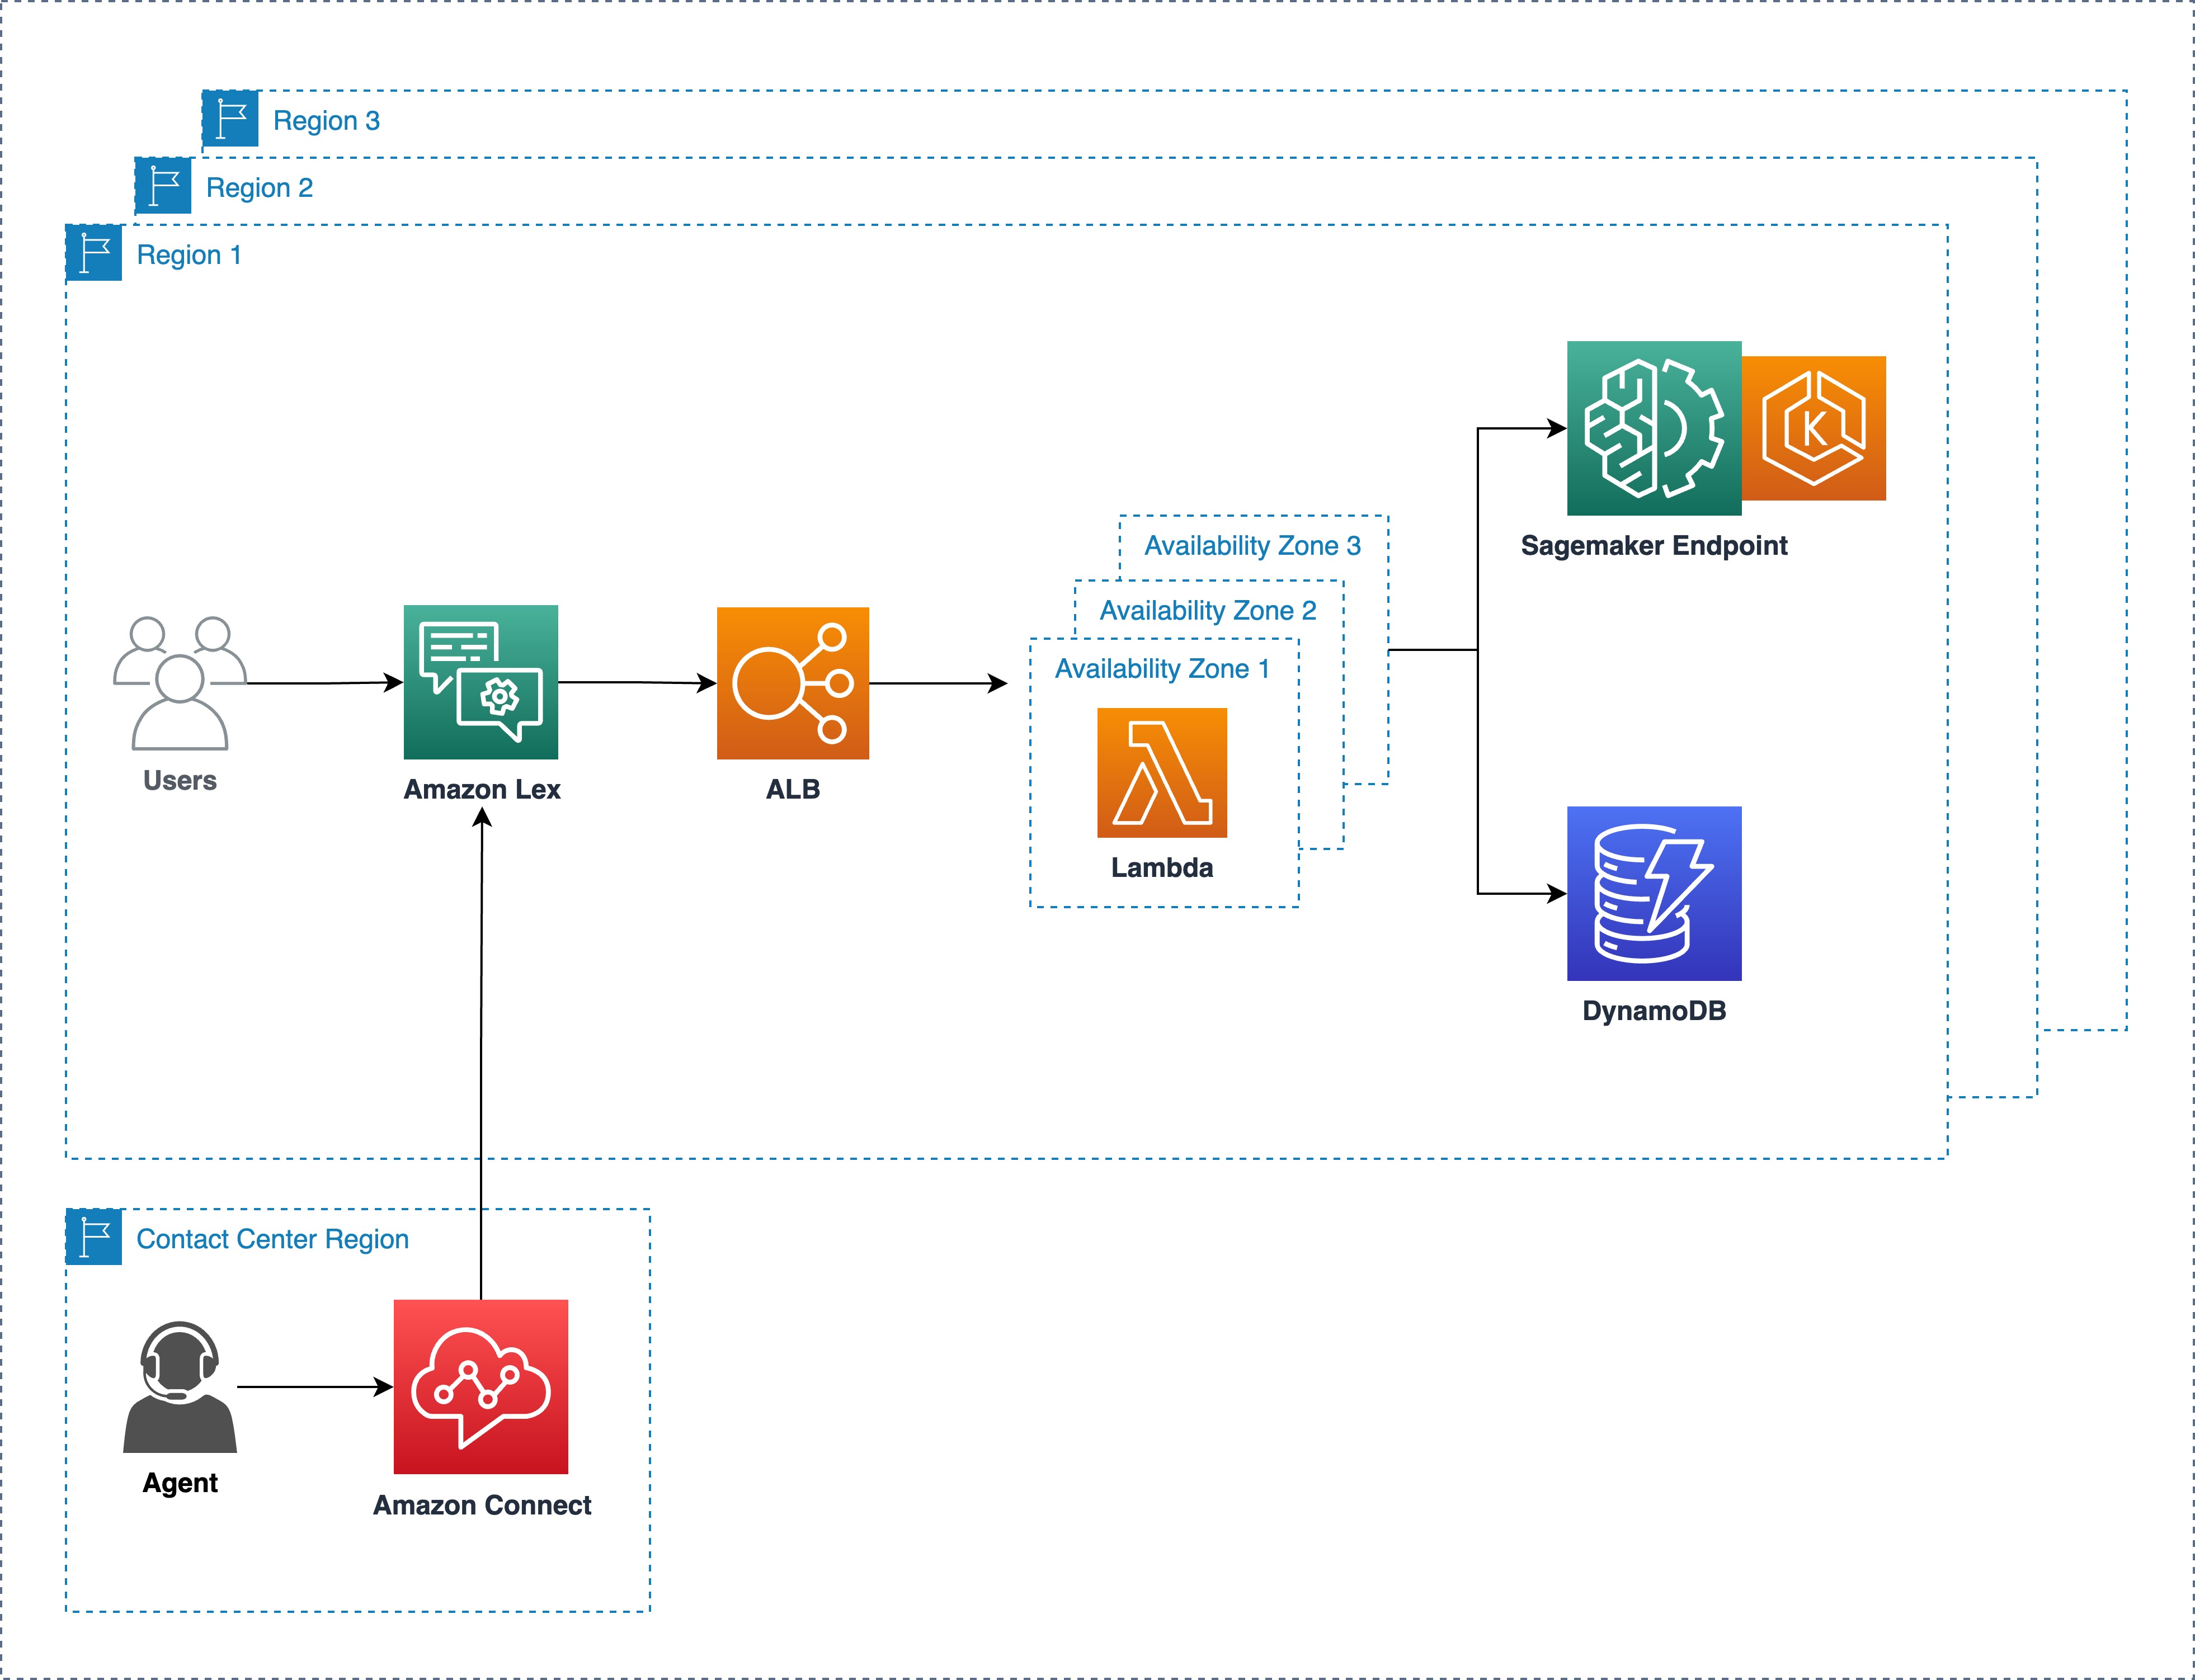 Region 3
Region 2
Region 1
Sagemaker Endpoint
K
Availability Zone 3
Availability Zone 2
Availability Zone 1
Users
Amazon Lex
ALB
Lambda
DynamoDB
Contact Center Region
Agent
Amazon Connect